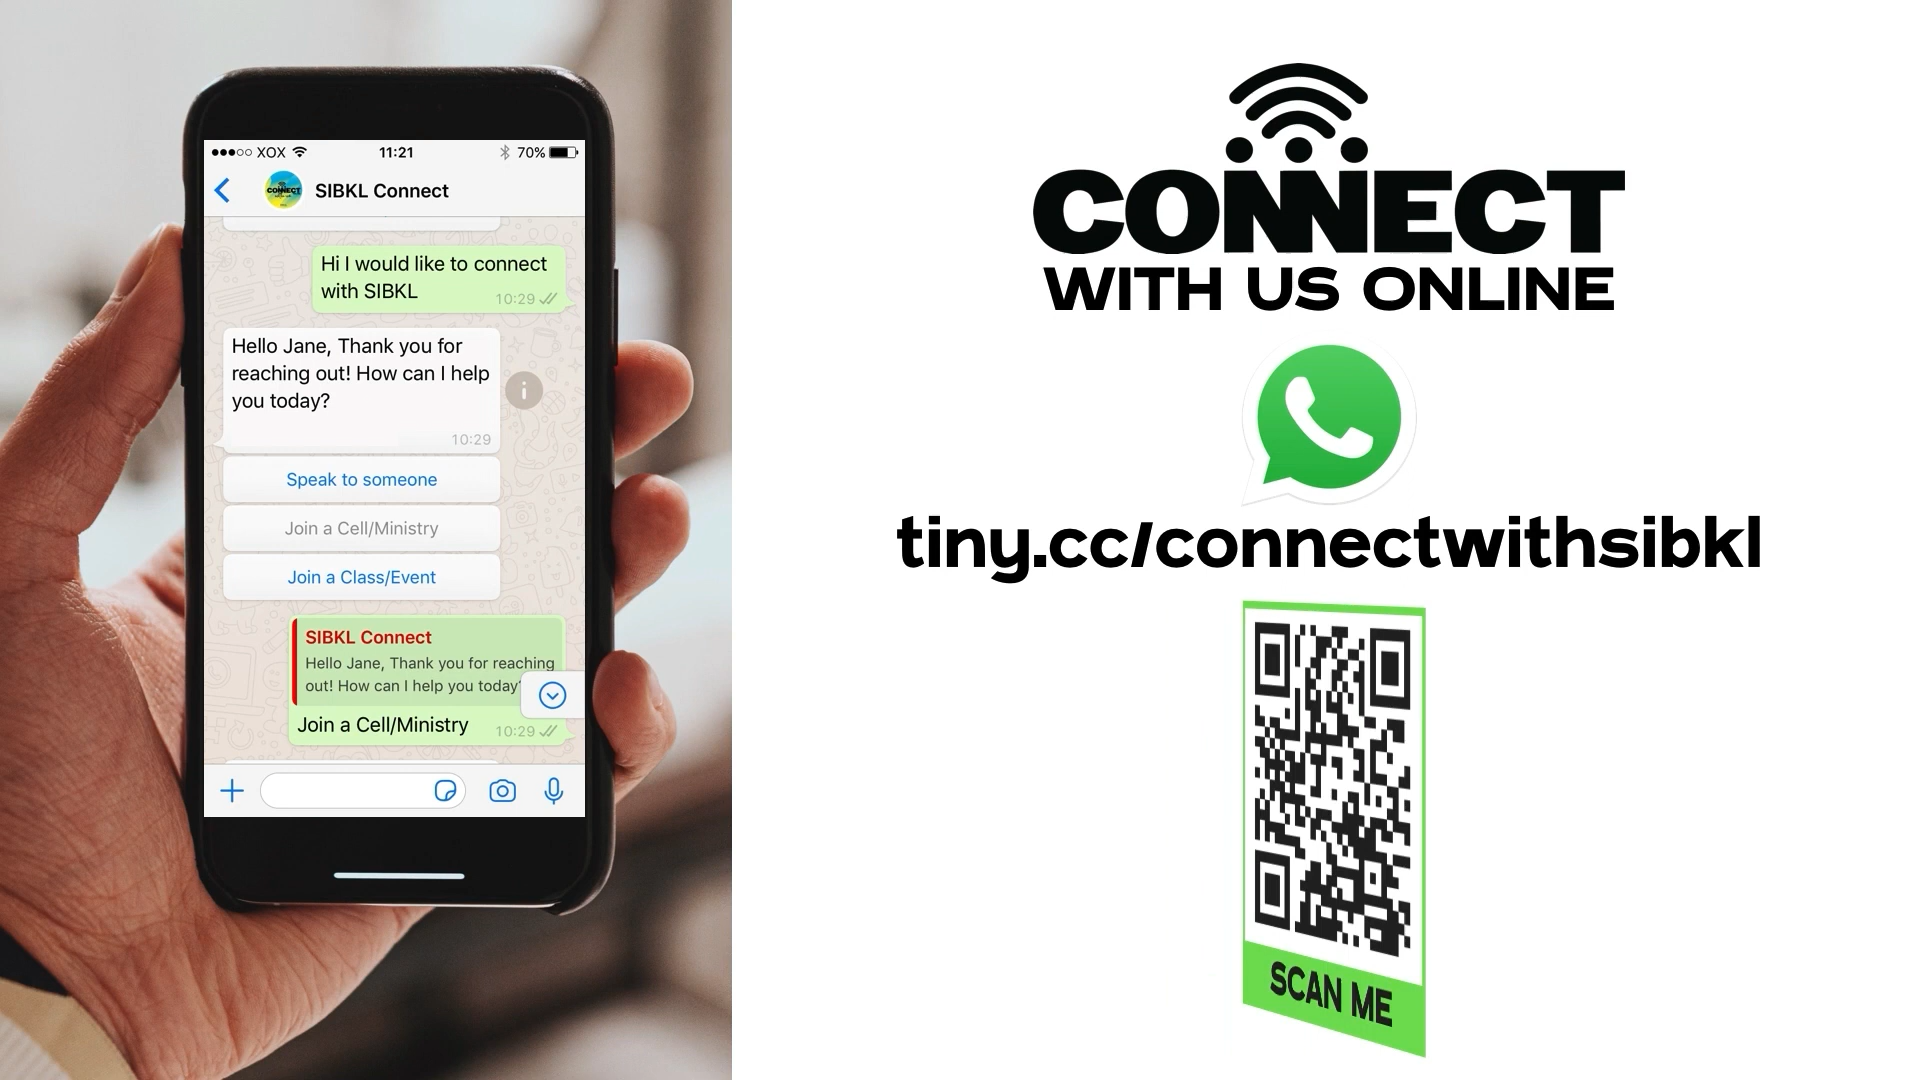 ●●●○○ XOX 11:21 70%
CONNECT SIBKL Connect
Hi I would like to connect
with SIBKL
10:29
Hello Jane, Thank you for
reaching out! How can I help
you today?
10:29
Speak to someone
Join a Cell/Ministry
Join a Class/Event
SIBKL Connect
Hello Jane, Thank you for reaching
out! How can I help you today?
Join a Cell/Ministry 10:29
CONNECT
WITH US ONLINE
tiny.cc/connectwithsibkl
SCAN ME